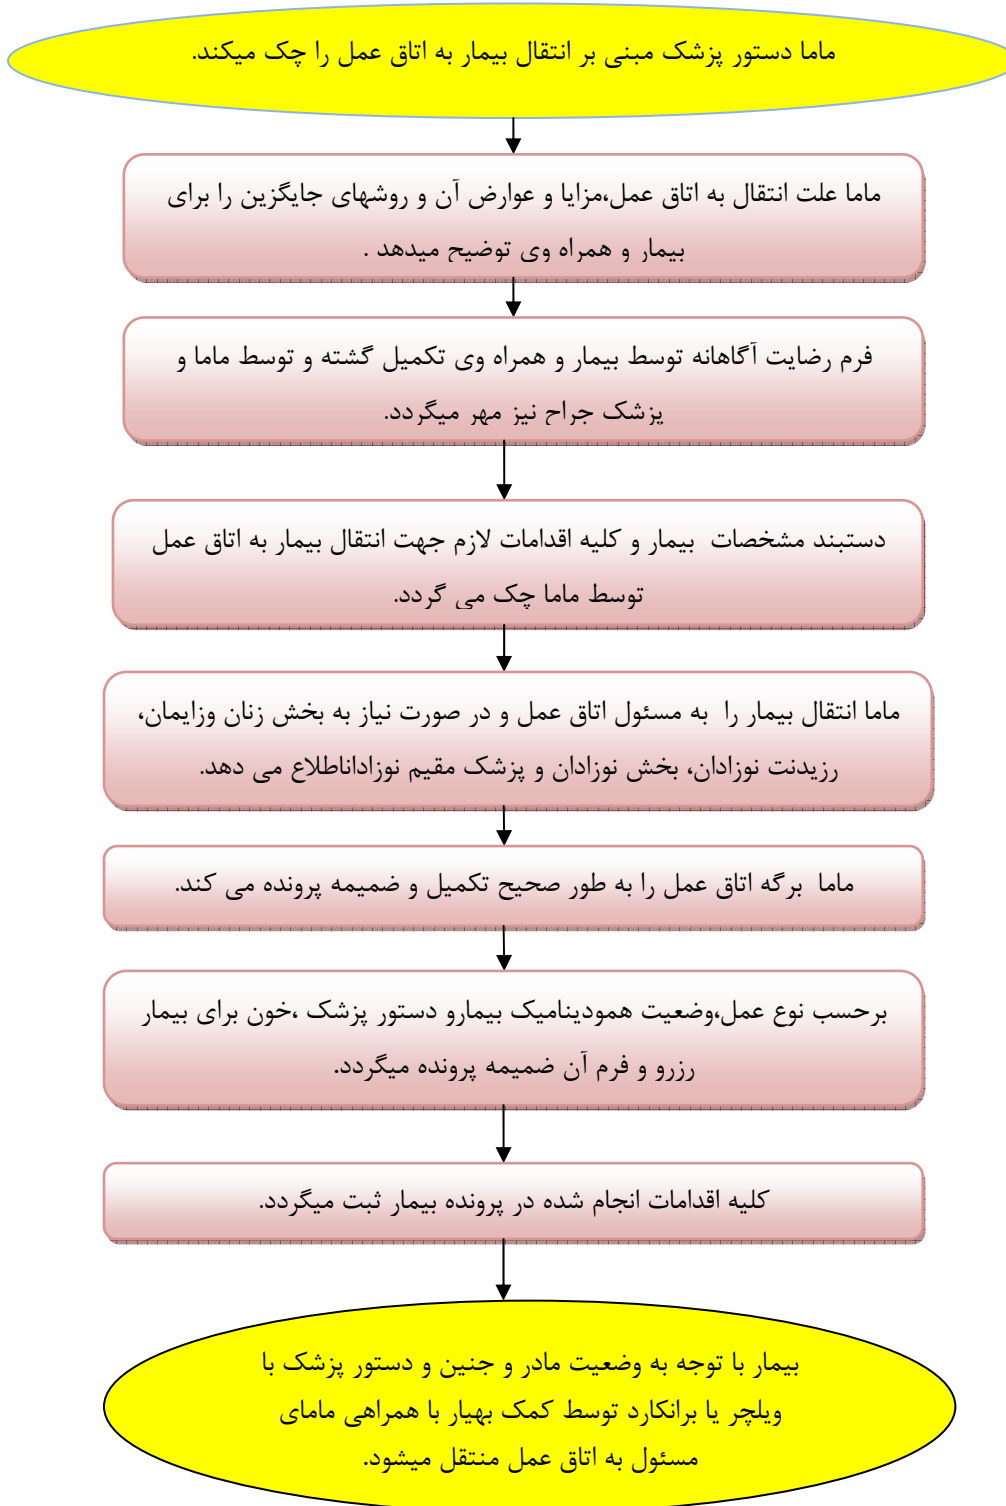 ماما دستور پزشک مبنی بر انتقال بیمار به اتاق عمل را چک میکند.
ماما علت انتقال به اتاق عمل،مزایا و عوارض آن و روشهای جایگزین را برای
بیمار و همراه وی توضیح میدهد .
فرم رضایت آگاهانه توسط بیمار و همراه وی تکمیل گشته و توسط ماما و
پزشک جراح نیز مهر میگردد.
دستبند مشخصات بیمار و کلیه اقدامات لازم جهت انتقال بیمار به اتاق عمل
توسط ماما چک می گردد.
ماما انتقال بیمار را به مسئول اتاق عمل و در صورت نیاز به بخش زنان وزایمان،
رزیدنت نوزادان، بخش نوزادان و پزشک مقیم نوزاداناطلاع می دهد.
ماما برگه اتاق عمل را به طور صحیح تکمیل و ضمیمه پرونده می کند.
برحسب نوع عمل،وضعیت همودینامیک بیمارو دستور پزشک ،خون برای بیمار
رزرو و فرم آن ضمیمه پرونده میگردد.
کلیه اقدامات انجام شده در پرونده بیمار ثبت میگردد.
بیمار با توجه به وضعیت مادر و جنین و دستور پزشک با
ویلچر یا برانکارد توسط کمک بهیار با همراهی مامای
مسئول به اتاق عمل منتقل میشود.